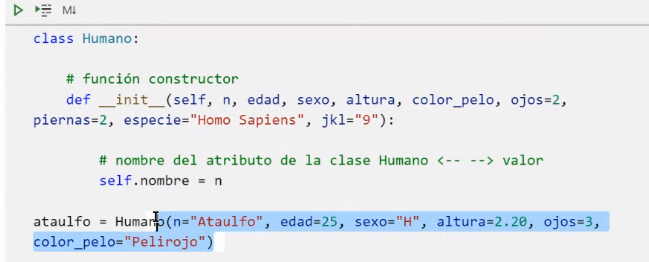 M↓
class Humano:
# función constructor
def __init__(self, n, edad, sexo, altura, color_pelo, ojos=2,
piernas=2, especie="Homo Sapiens", jkl="9"):
# nombre del atributo de la clase Humano <-- --> valor
self.nombre = n
ataulfo = Humano(n="Ataulfo", edad=25, sexo="H", altura=2.20, ojos=3,
color_pelo="Pelirojo")